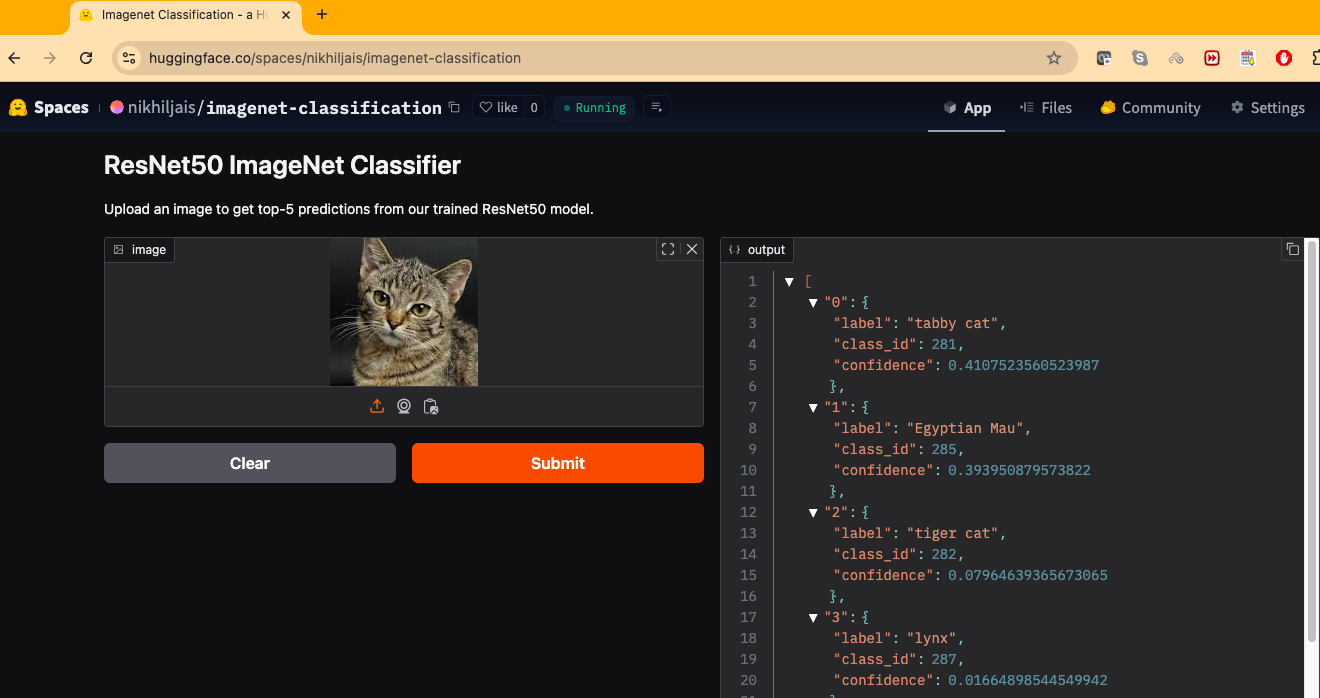 Imagenet Classification - a Hu
huggingface.co/spaces/nikhiljais/imagenet-classification
Spaces nikhiljais/imagenet-classification like 0 Running App Files Community Settings
ResNet50 ImageNet Classifier
Upload an image to get top-5 predictions from our trained ResNet50 model.
image
Clear Submit
output
1 [
2 "0": {
3 "label": "tabby cat",
4 "class_id": 281,
5 "confidence": 0.4107523560523987
6 },
7 "1": {
8 "label": "Egyptian Mau",
9 "class_id": 285,
10 "confidence": 0.393950879573822
11 },
12 "2": {
13 "label": "tiger cat",
14 "class_id": 282,
15 "confidence": 0.07964639365673065
16 },
17 "3": {
18 "label": "lynx",
19 "class_id": 287,
20 "confidence": 0.01664898544549942